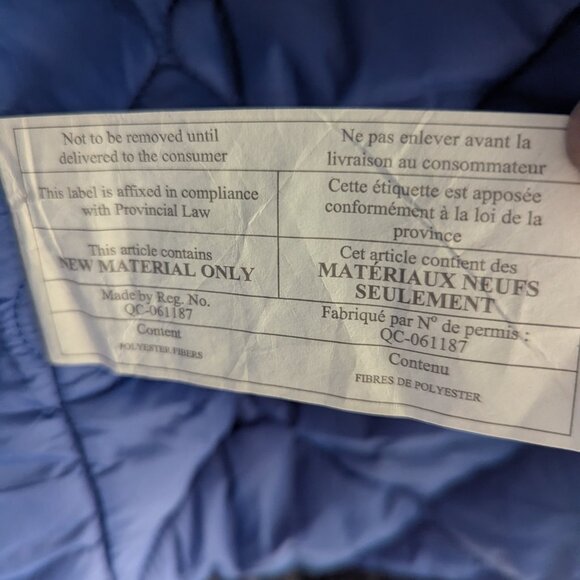 Not to be removed until
delivered to the consumer
Ne pas enlever avant la
livraison au consommateur
This label is affixed in compliance
with Provincial Law
Cette étiquette est apposée
conformément à la loi de la
province
This article contains
NEW MATERIAL ONLY
Cet article contient des
MATÉRIAUX NEUFS
SEULEMENT
Made by Reg. No.
QC-061187
Fabriqué par N° de permis :
QC-061187
Content
POLYESTER FIBERS
Contenu
FIBRES DE POLYESTER